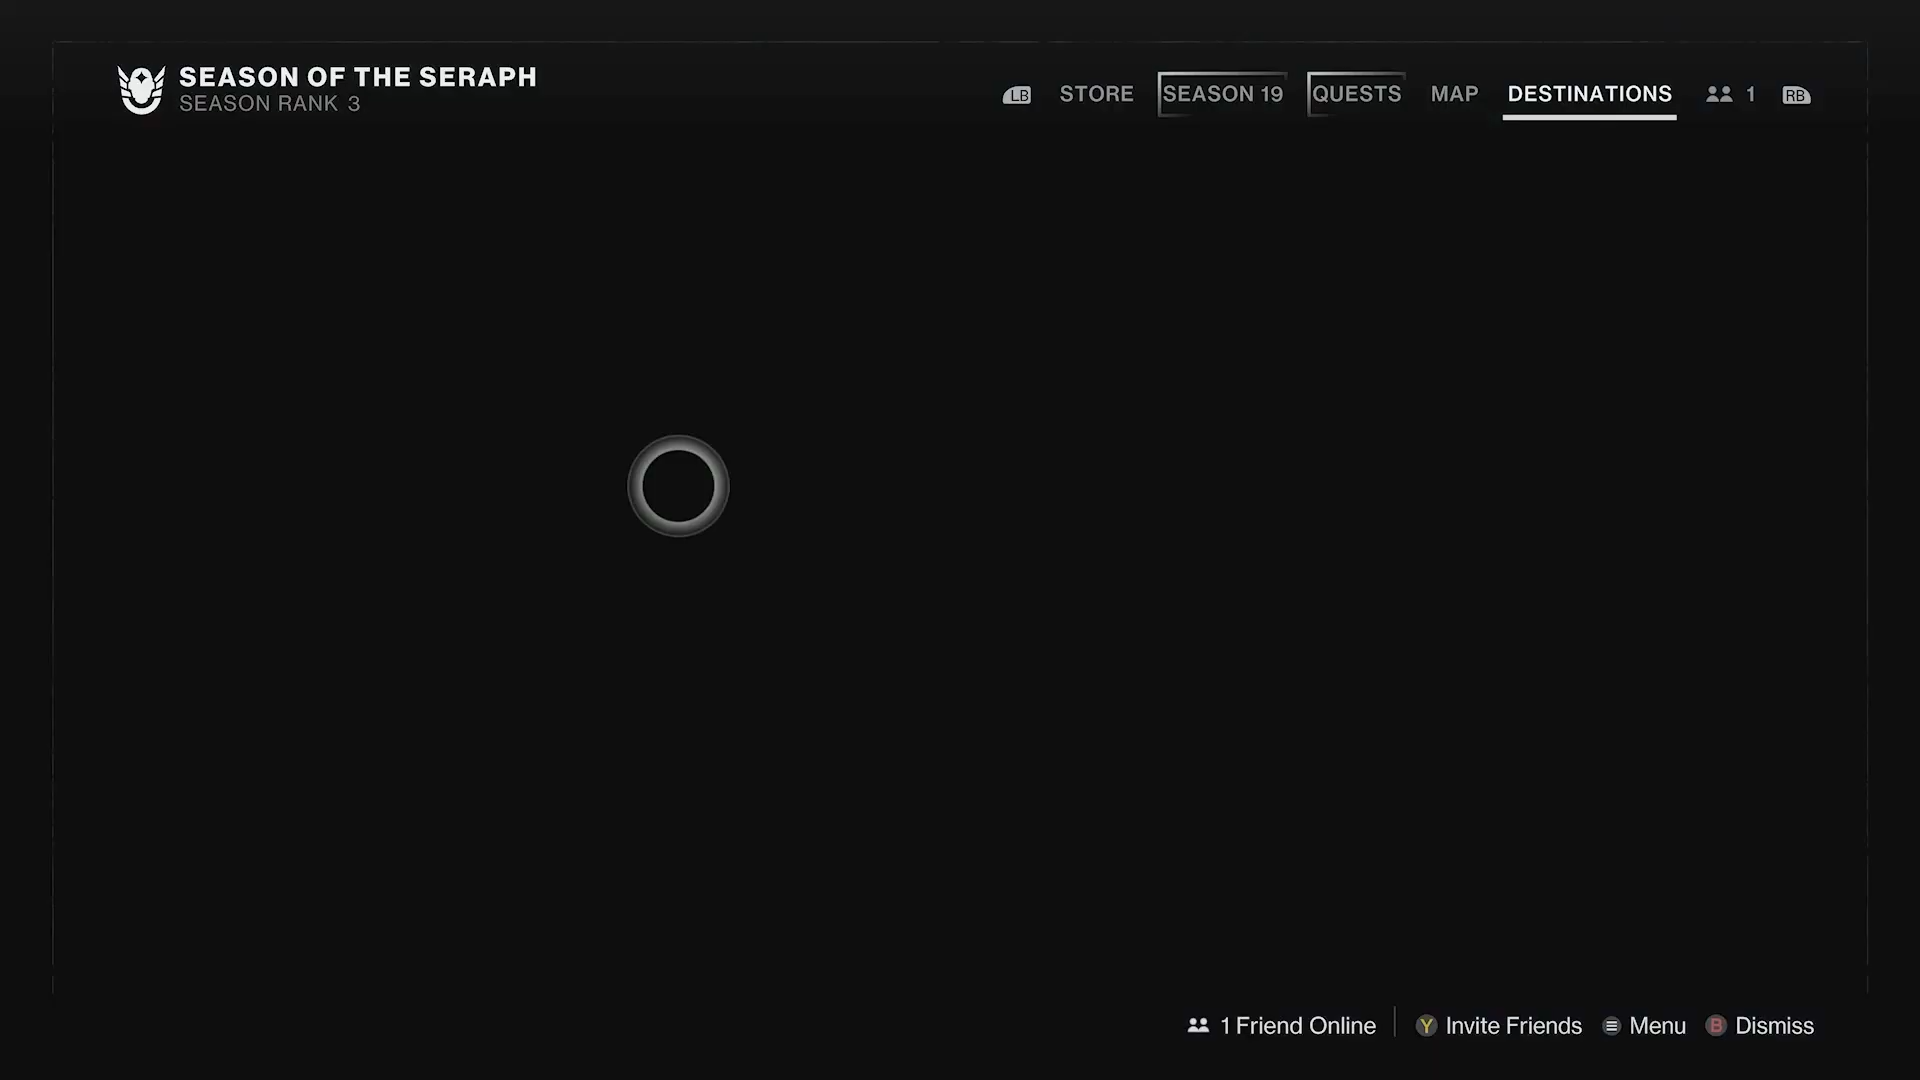 SEASON OF THE SERAPH
SEASON RANK 3
LB STORE SEASON 19 QUESTS MAP DESTINATIONS 1 RB
1 Friend Online Y Invite Friends Menu B Dismiss